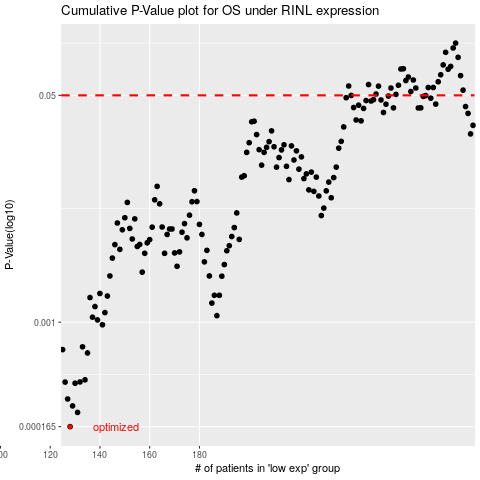 Cumulative P-Value plot for OS under RINL expression
P-Value(log10)
0.05
0.001
0.000165
optimized
00
120
140
160
180
# of patients in 'low exp' group